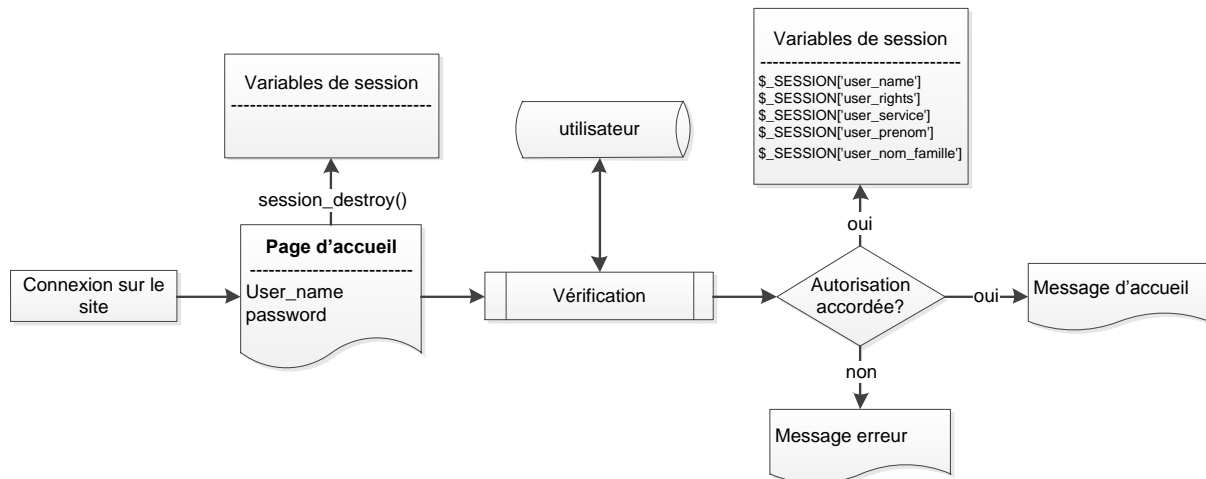 Variables de session
session_destroy()
Connexion sur le
site
Page d'accueil
User_name
password
utilisateur
Vérification
Variables de session
$_SESSION['user_name']
$_SESSION['user_rights']
$_SESSION['user_service']
$_SESSION['user_prenom']
$_SESSION['user_nom_famille']
oui
Autorisation
accordée?
oui
Message d'accueil
non
Message erreur